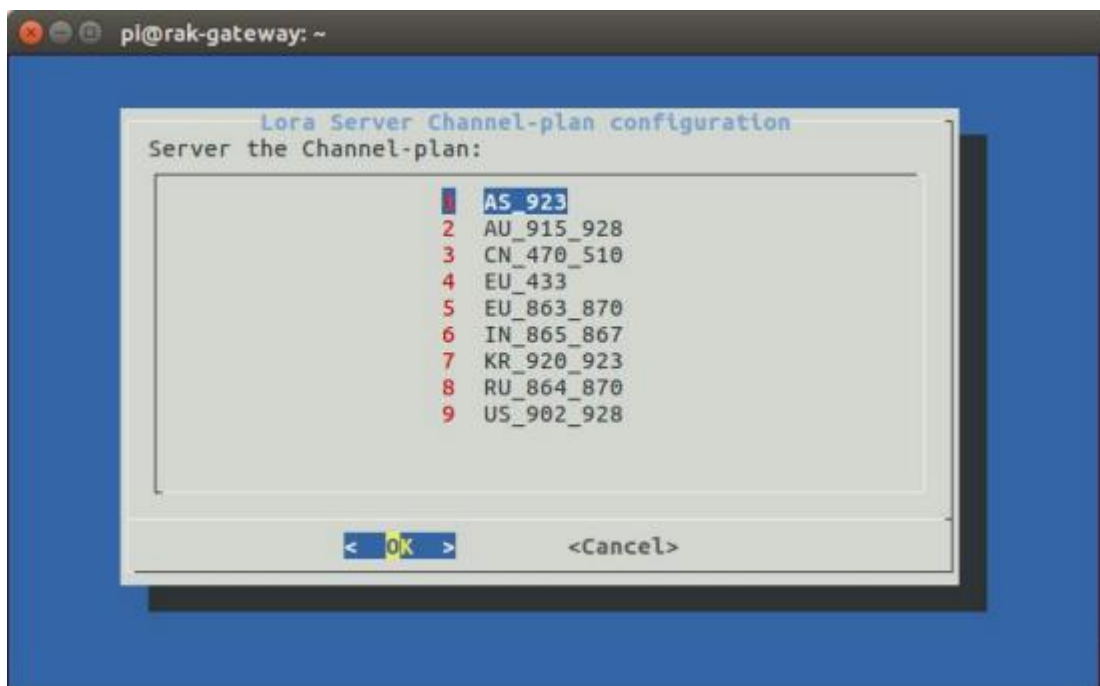 pi@rak-gateway: ~
Lora Server Channel-plan configuration
Server the Channel-plan:
1 AS_923
2 AU_915_928
3 CN_470_510
4 EU_433
5 EU_863_870
6 IN_865_867
7 KR_920_923
8 RU_864_870
9 US_902_928
< OK > <Cancel>